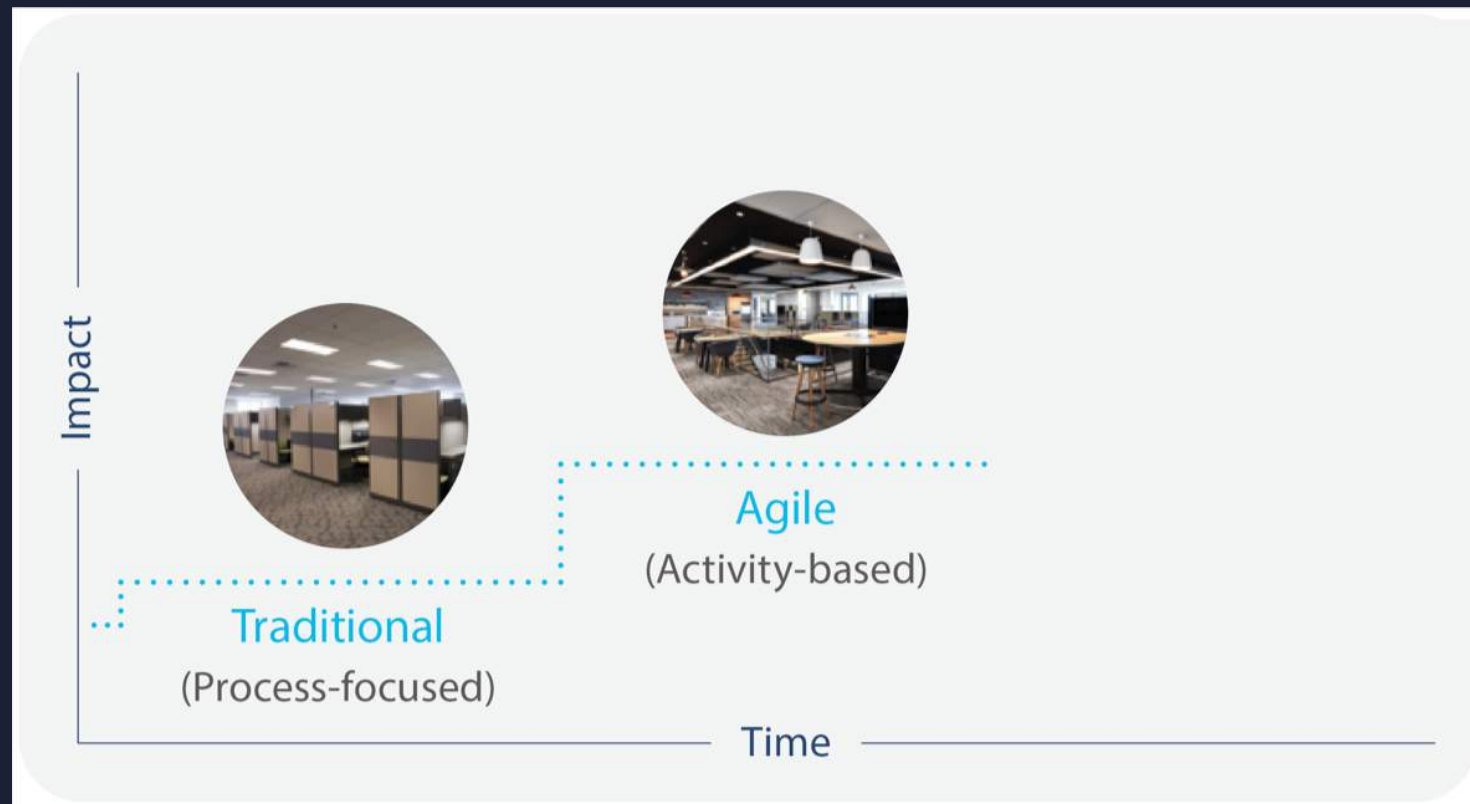 Impact
Agile
(Activity-based)
Traditional
(Process-focused)
Time